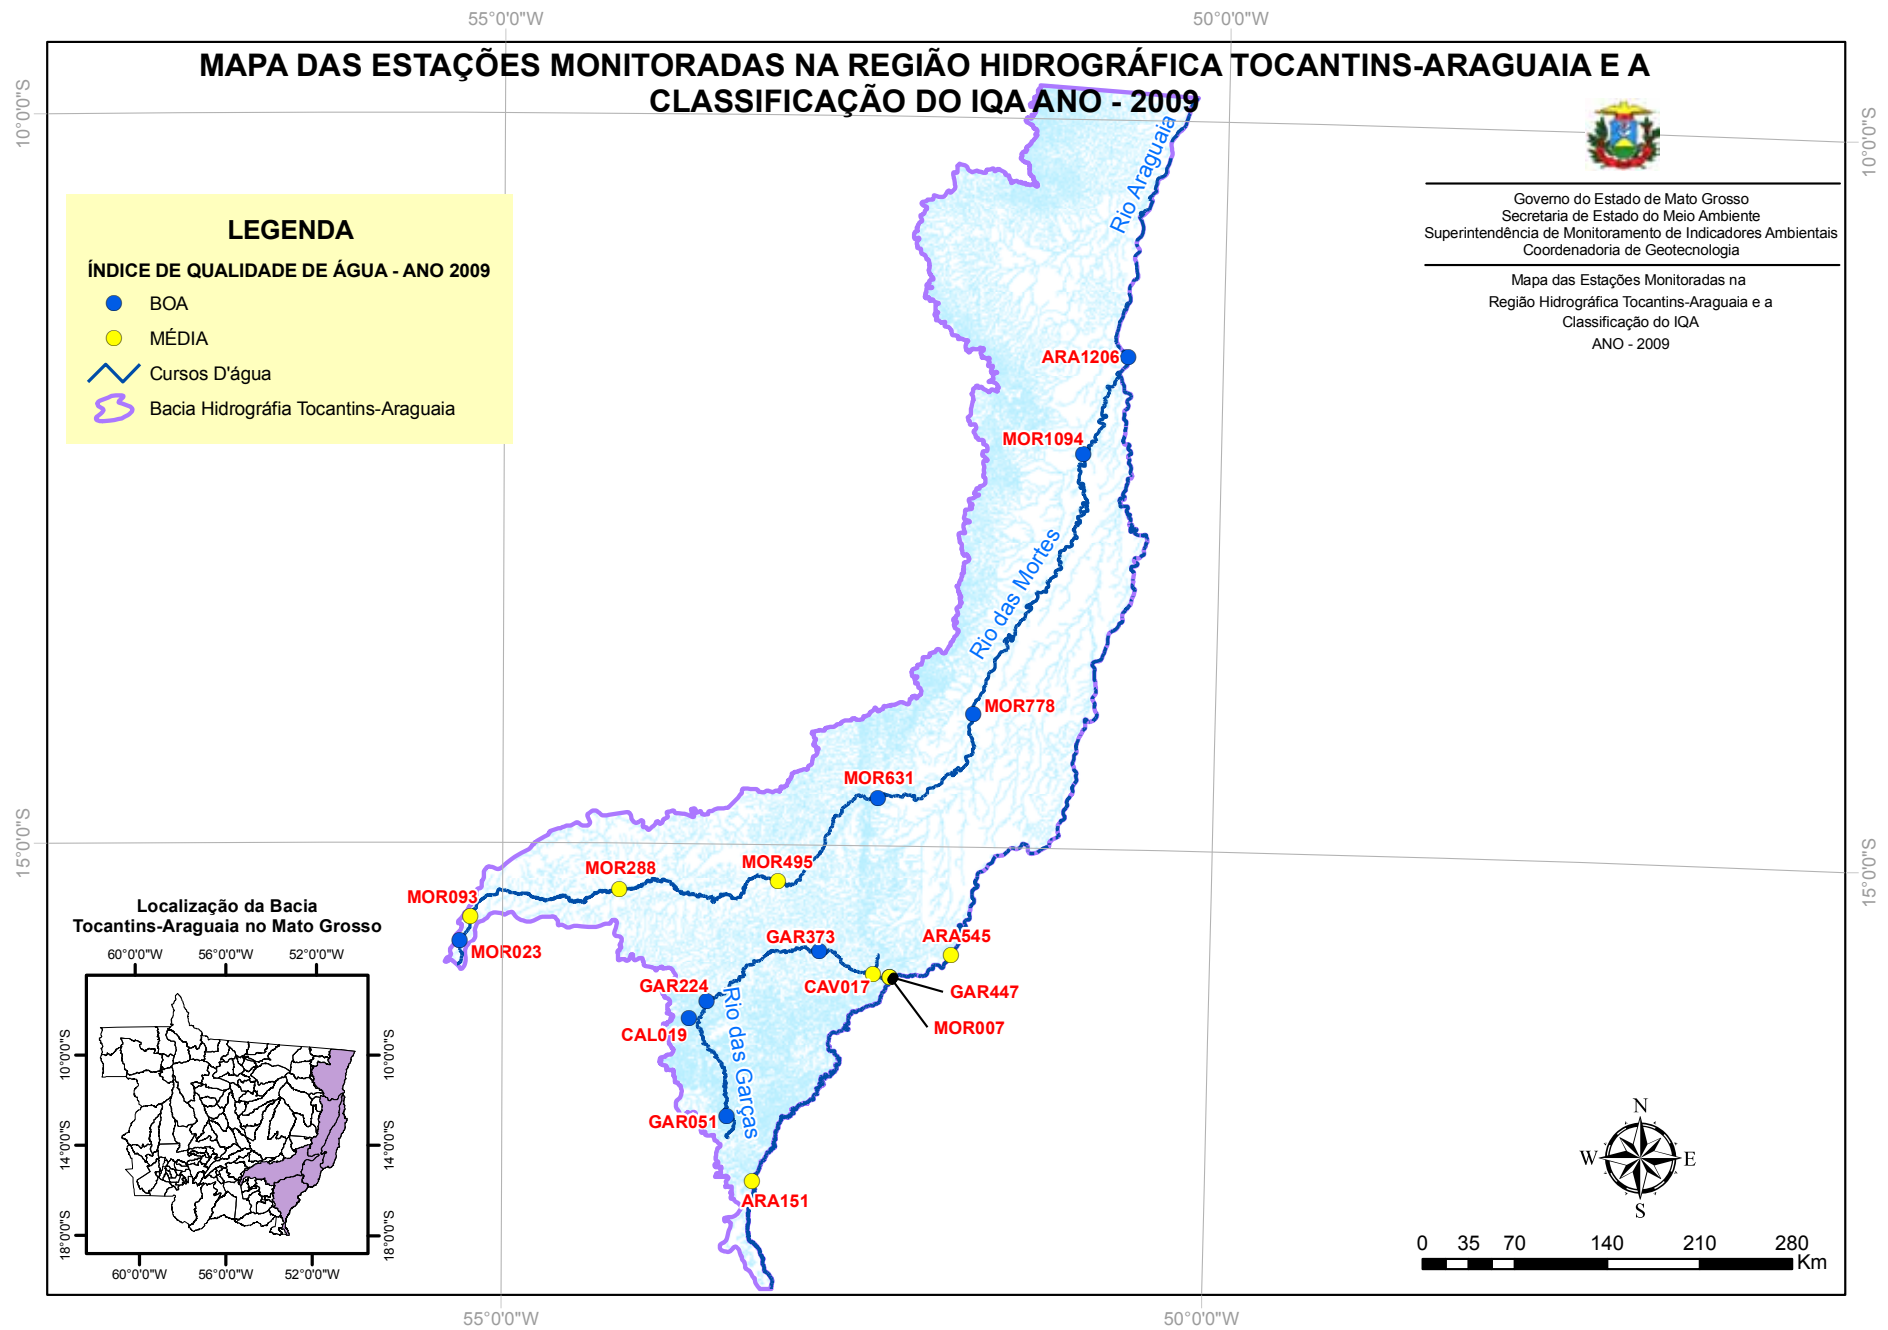 55°0'0"W
50°0'0"W
MAPA DAS ESTAÇÕES MONITORADAS NA REGIÃO HIDROGRÁFICA TOCANTINS-ARAGUAIA E A
CLASSIFICAÇÃO DO IQA ANO - 2009
10°0'0"S
10°0'0"S
Governo do Estado de Mato Grosso
Secretaria de Estado do Meio Ambiente
Superintendência de Monitoramento de Indicadores Ambientais
Coordenadoria de Geotecnologia
Mapa das Estações Monitoradas na
Região Hidrográfica Tocantins-Araguaia e a
Classificação do IQA
ANO - 2009
LEGENDA
ÍNDICE DE QUALIDADE DE ÁGUA - ANO 2009
BOA
MÉDIA
Cursos D'água
Bacia Hidrográfia Tocantins-Araguaia
Rio Araguaia
ARA1206
MOR1094
Rio das Mortes
MOR778
MOR631
15°0'0"S
15°0'0"S
MOR495
MOR288
MOR093
MOR023
GAR373
ARA545
GAR224
CAV017
GAR447
MOR007
CAL019
Rio das Garças
GAR051
ARA151
Localização da Bacia
Tocantins-Araguaia no Mato Grosso
60°0'0"W
56°0'0"W
52°0'0"W
10°0'0"S
10°0'0"S
14°0'0"S
14°0'0"S
18°0'0"S
18°0'0"S
60°0'0"W
56°0'0"W
52°0'0"W
N
W
E
S
0 35 70 140 210 280
Km
55°0'0"W
50°0'0"W